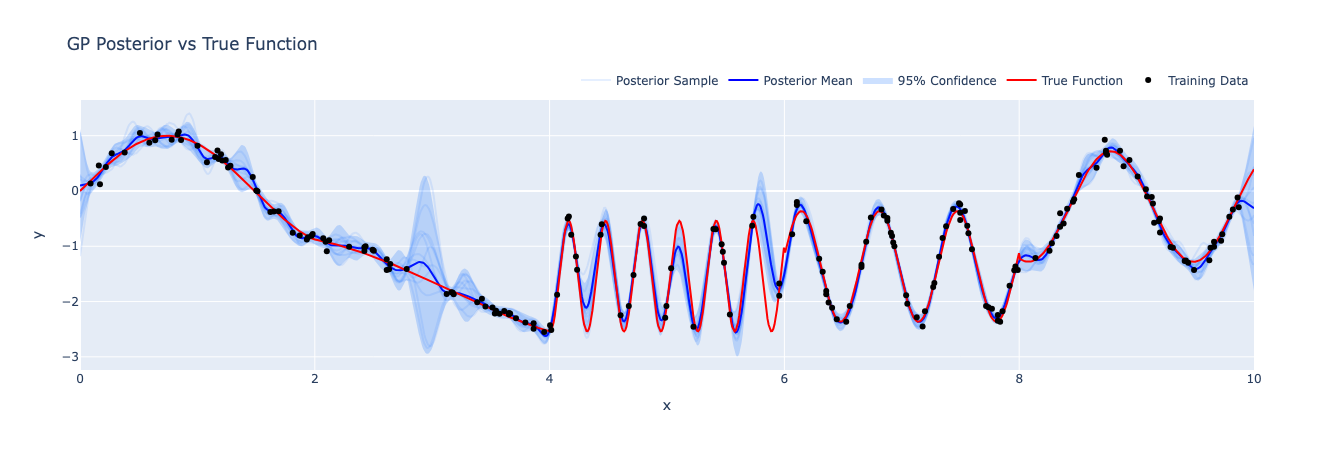 GP Posterior vs True Function
Posterior Sample Posterior Mean 95% Confidence True Function Training Data
1
0
−1
−2
−3
y
0 2 4 6 8 10
x